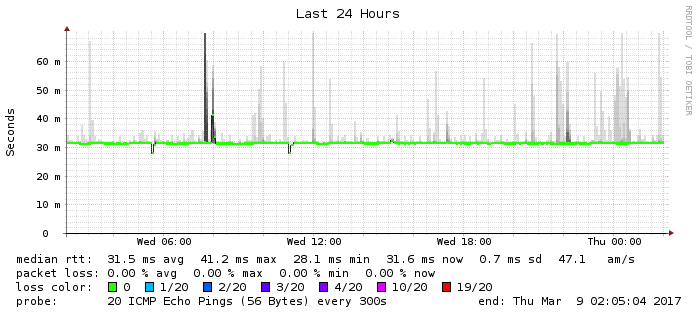 Last 24 Hours
RRDTOOL / TOBI OETIKER
Seconds
60 m
50 m
40 m
30 m
20 m
10 m
0
Wed 06:00 Wed 12:00 Wed 18:00 Thu 00:00
median rtt: 31.5 ms avg 41.2 ms max 28.1 ms min 31.6 ms now 0.7 ms sd 47.1 am/s
packet loss: 0.00 % avg 0.00 % max 0.00 % min 0.00 % now
loss color: 0 1/20 2/20 3/20 4/20 10/20 19/20
probe: 20 ICMP Echo Pings (56 Bytes) every 300s end: Thu Mar 9 02:05:04 2017